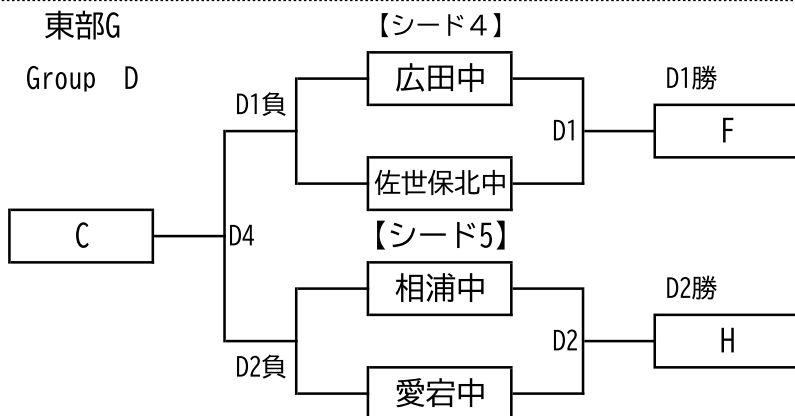 東部G
【シード４】
Group D
広田中
D1勝
D1負
D1
F
佐世保北中
C
D4
【シード5】
相浦中
D2勝
D2
H
D2負
愛宕中